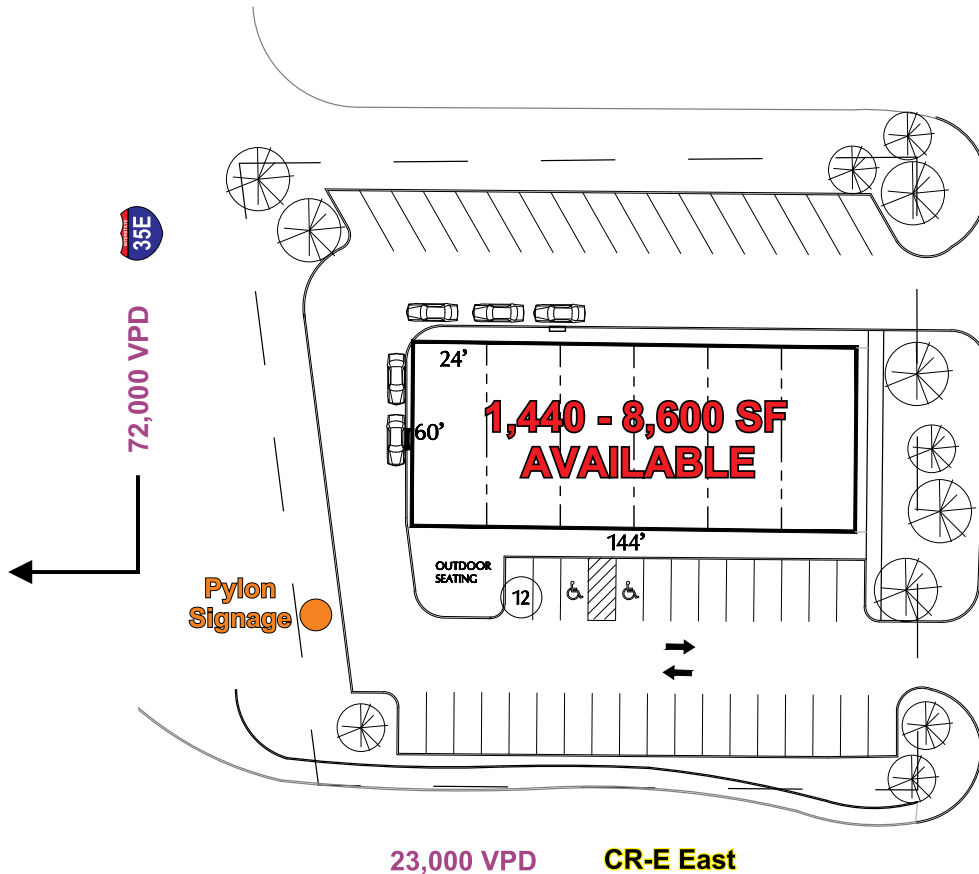 35E
72,000 VPD
24'
60'
1,440 - 8,600 SF
AVAILABLE
144'
OUTDOOR
SEATING
12
Pylon
Signage
23,000 VPD
CR-E East